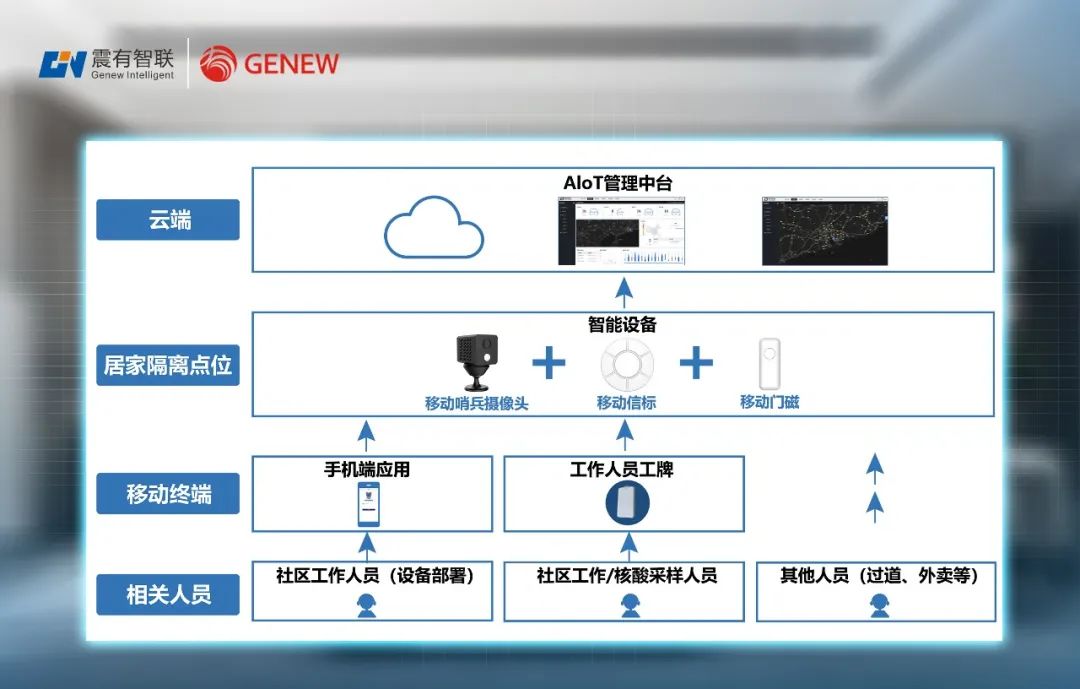 震有智联
Genew Intelligent
GENEW
云端
AIoT管理中台
居家隔离点位
智能设备
移动哨兵摄像头
移动信标
移动门磁
移动终端
手机端应用
工作人员工牌
相关人员
社区工作人员（设备部署）
社区工作/核酸采样人员
其他人员（过道、外卖等）